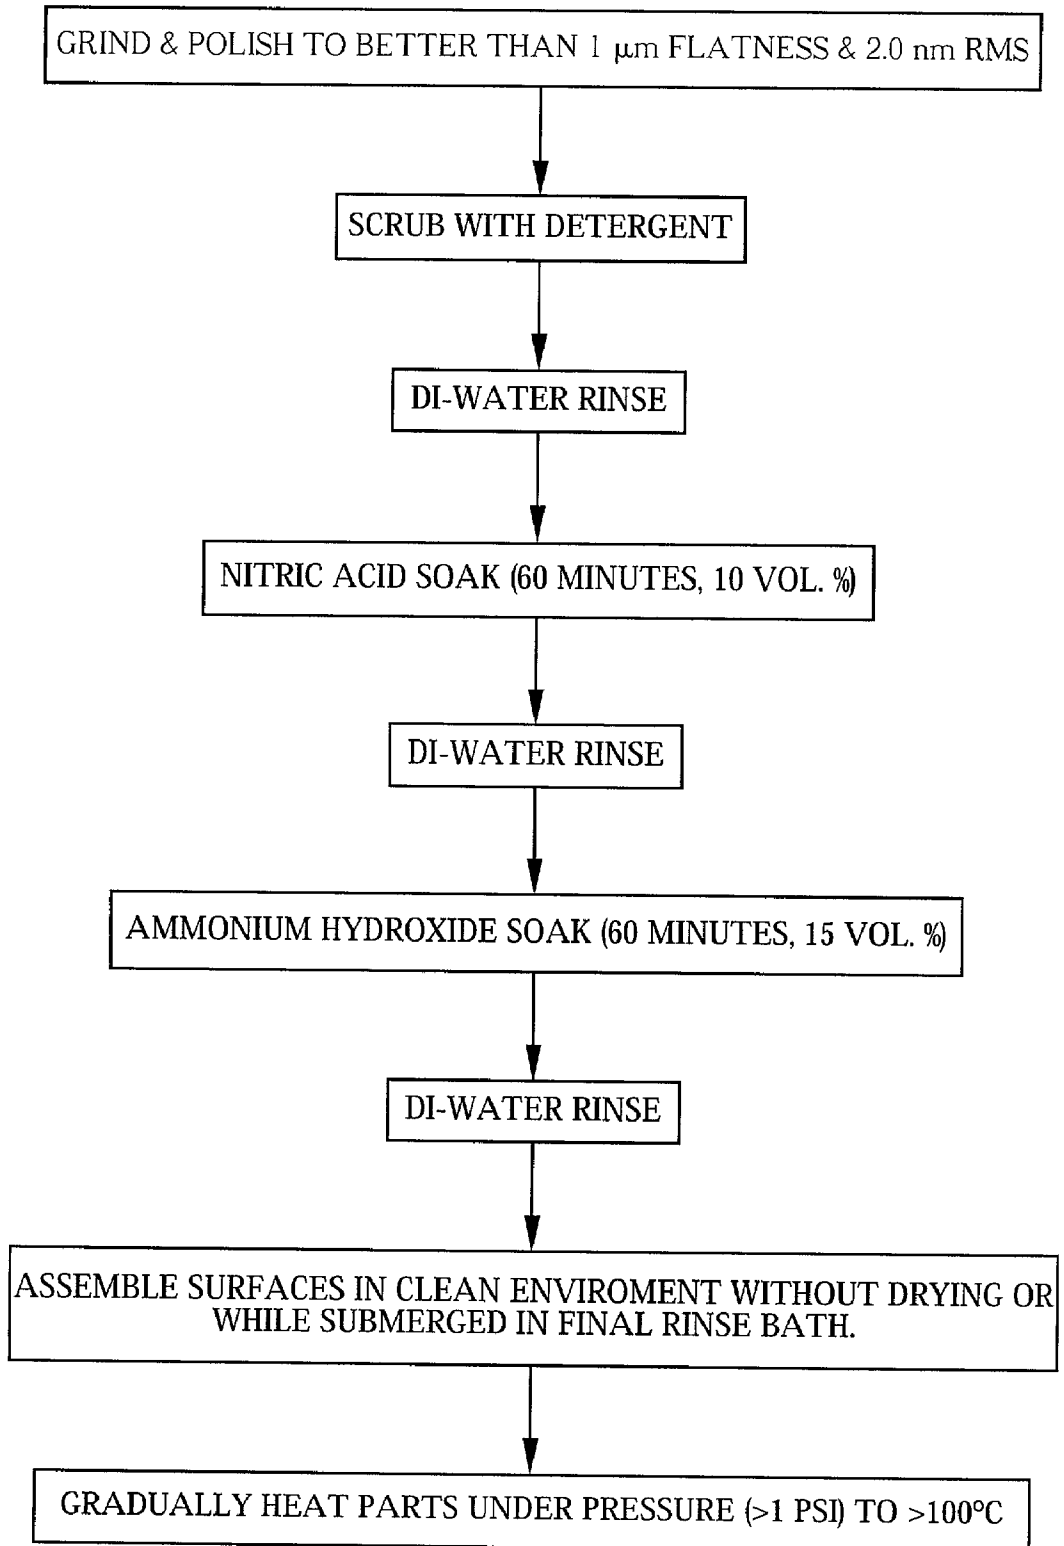 GRIND & POLISH TO BETTER THAN 1 µm FLATNESS & 2.0 nm RMS
SCRUB WITH DETERGENT
DI-WATER RINSE
NITRIC ACID SOAK (60 MINUTES, 10 VOL. %)
DI-WATER RINSE
AMMONIUM HYDROXIDE SOAK (60 MINUTES, 15 VOL. %)
DI-WATER RINSE
ASSEMBLE SURFACES IN CLEAN ENVIROMENT WITHOUT DRYING OR
WHILE SUBMERGED IN FINAL RINSE BATH.
GRADUALLY HEAT PARTS UNDER PRESSURE (>1 PSI) TO >100°C